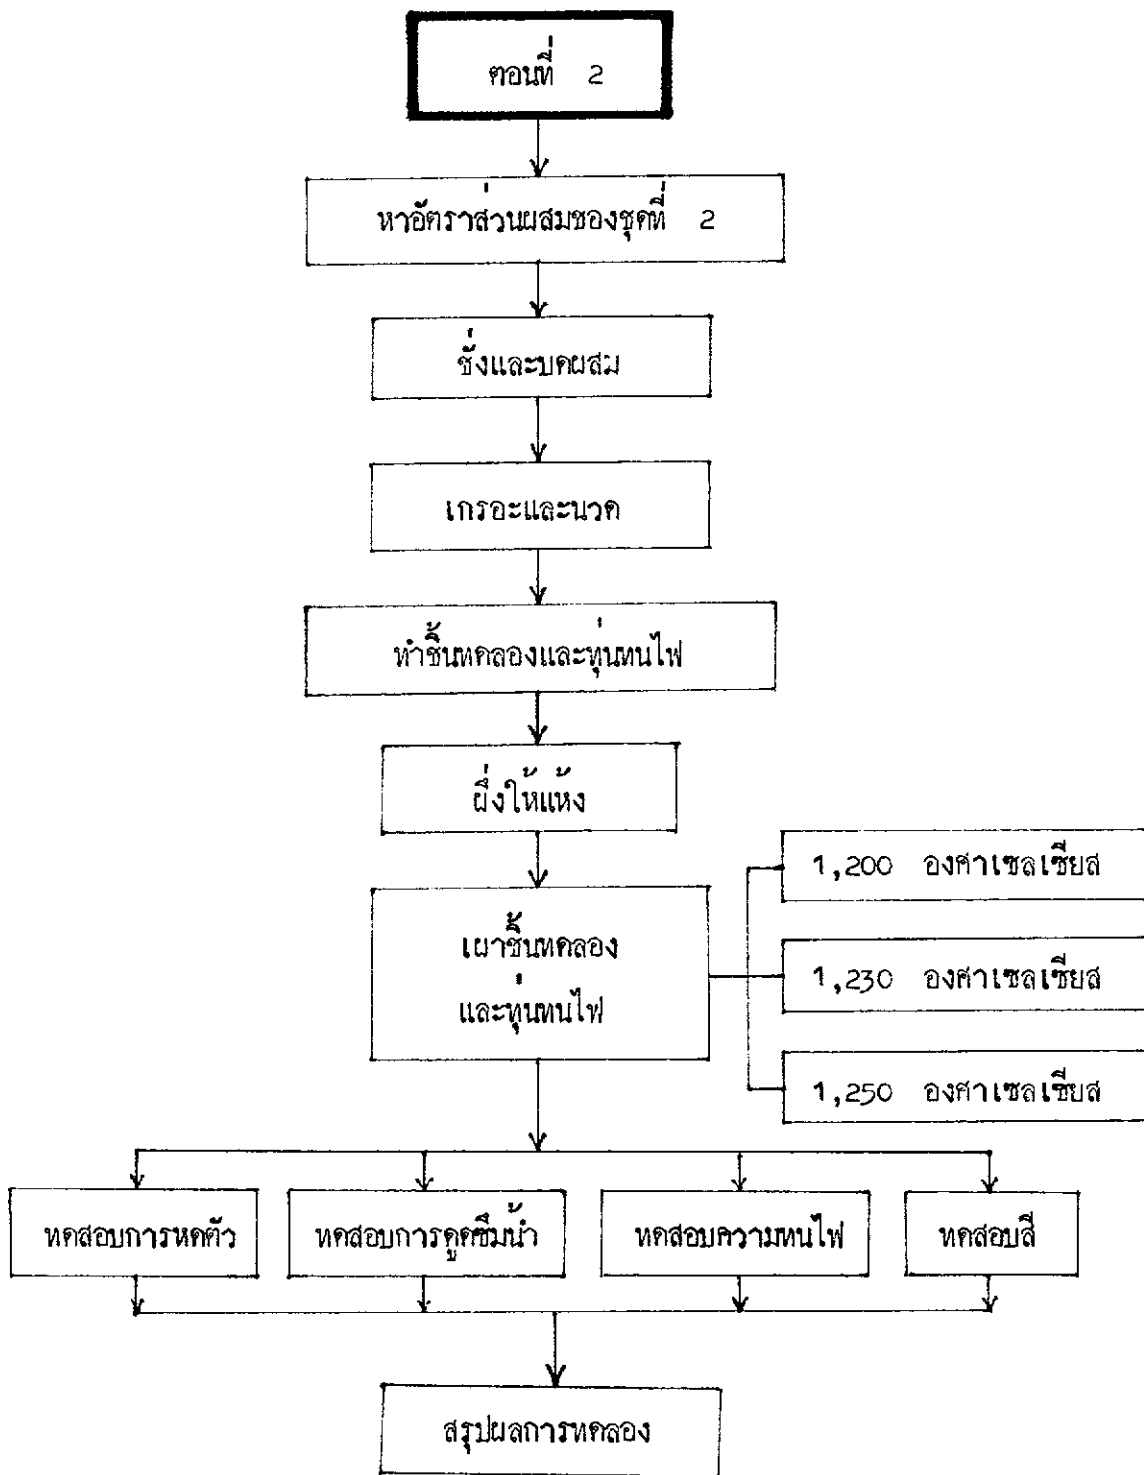 ตอนที่ 2
หาอัตราส่วนผสมของชุดที่ 2
ชั่งและบดผสม
เกรอะและนวด
ทำชิ้นทดลองและทุ่นทนไฟ
ผึ่งให้แห้ง
เผาชิ้นทดลอง
และทุ่นทนไฟ
1,200 องศาเซลเซียส
1,230 องศาเซลเซียส
1,250 องศาเซลเซียส
ทดสอบการหดตัว
ทดสอบการดูดซึมน้ำ
ทดสอบความทนไฟ
ทดสอบสี
สรุปผลการทดลอง